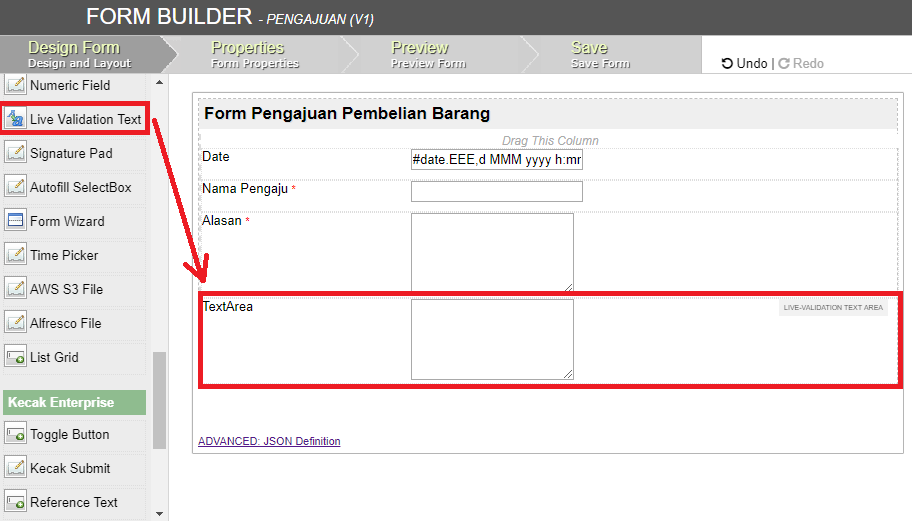 FORM BUILDER - PENGAJUAN (V1)
Design Form
Design and Layout
Properties
Form Properties
Preview
Preview Form
Save
Save Form
Undo | Redo
Numeric Field
Live Validation Text
Signature Pad
Autofill SelectBox
Form Wizard
Time Picker
AWS S3 File
Alfresco File
List Grid
Kecak Enterprise
Toggle Button
Kecak Submit
Reference Text
Form Pengajuan Pembelian Barang
Drag This Column
Date
#date.EEE,d MMM yyyy h:mr
Nama Pengaju *
Alasan *
TextArea
LIVE-VALIDATION TEXT AREA
ADVANCED: JSON Definition